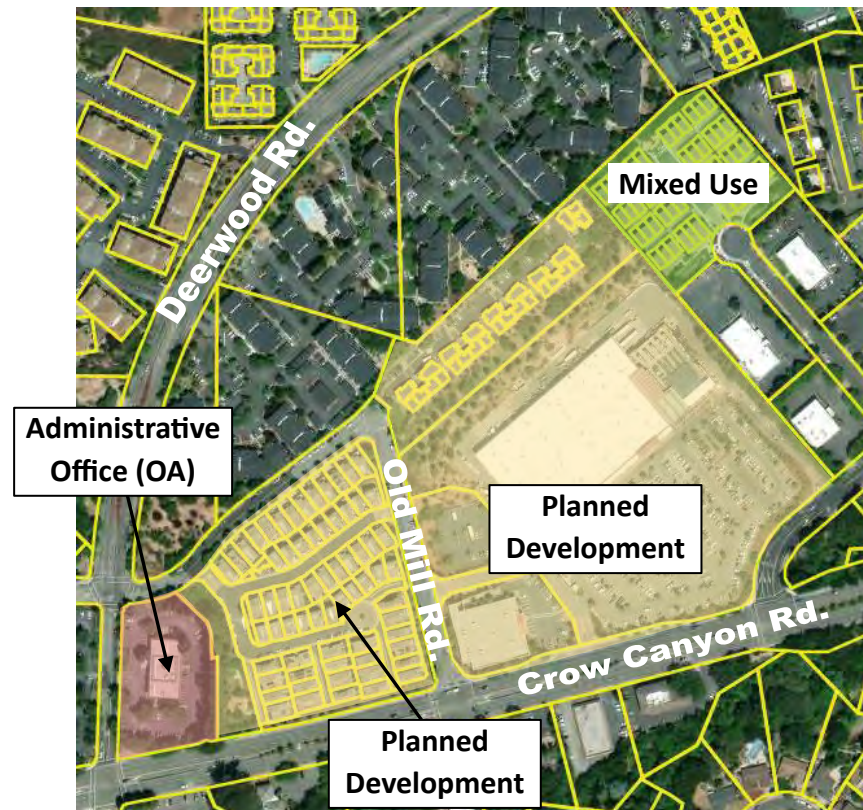 Mixed Use
Deerwood Rd.
Administrative
Office (OA)
Old Mill Rd.
Planned
Development
Crow Canyon Rd.
Planned
Development